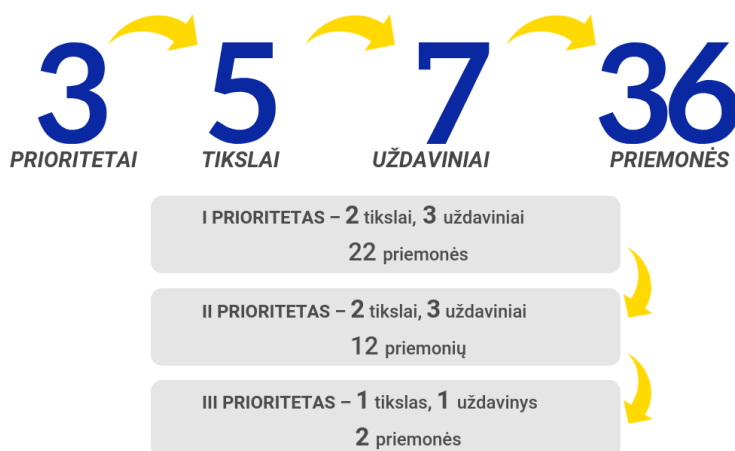 3 5 7 36
PRIORITETAI TIKSLAI UŽDAVINIAI PRIEMONĖS
I PRIORITETAS – 2 tikslai, 3 uždaviniai
22 priemonės
II PRIORITETAS – 2 tikslai, 3 uždaviniai
12 priemonių
III PRIORITETAS – 1 tikslas, 1 uždavinys
2 priemonės